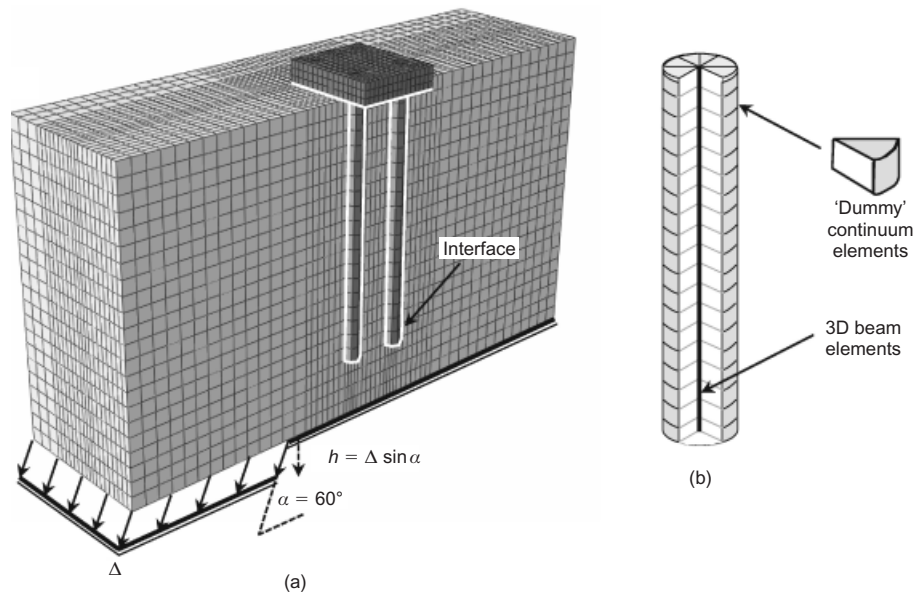 Interface
h = Δ sin α
α = 60°
Δ
(a)
'Dummy'
continuum
elements
3D beam
elements
(b)